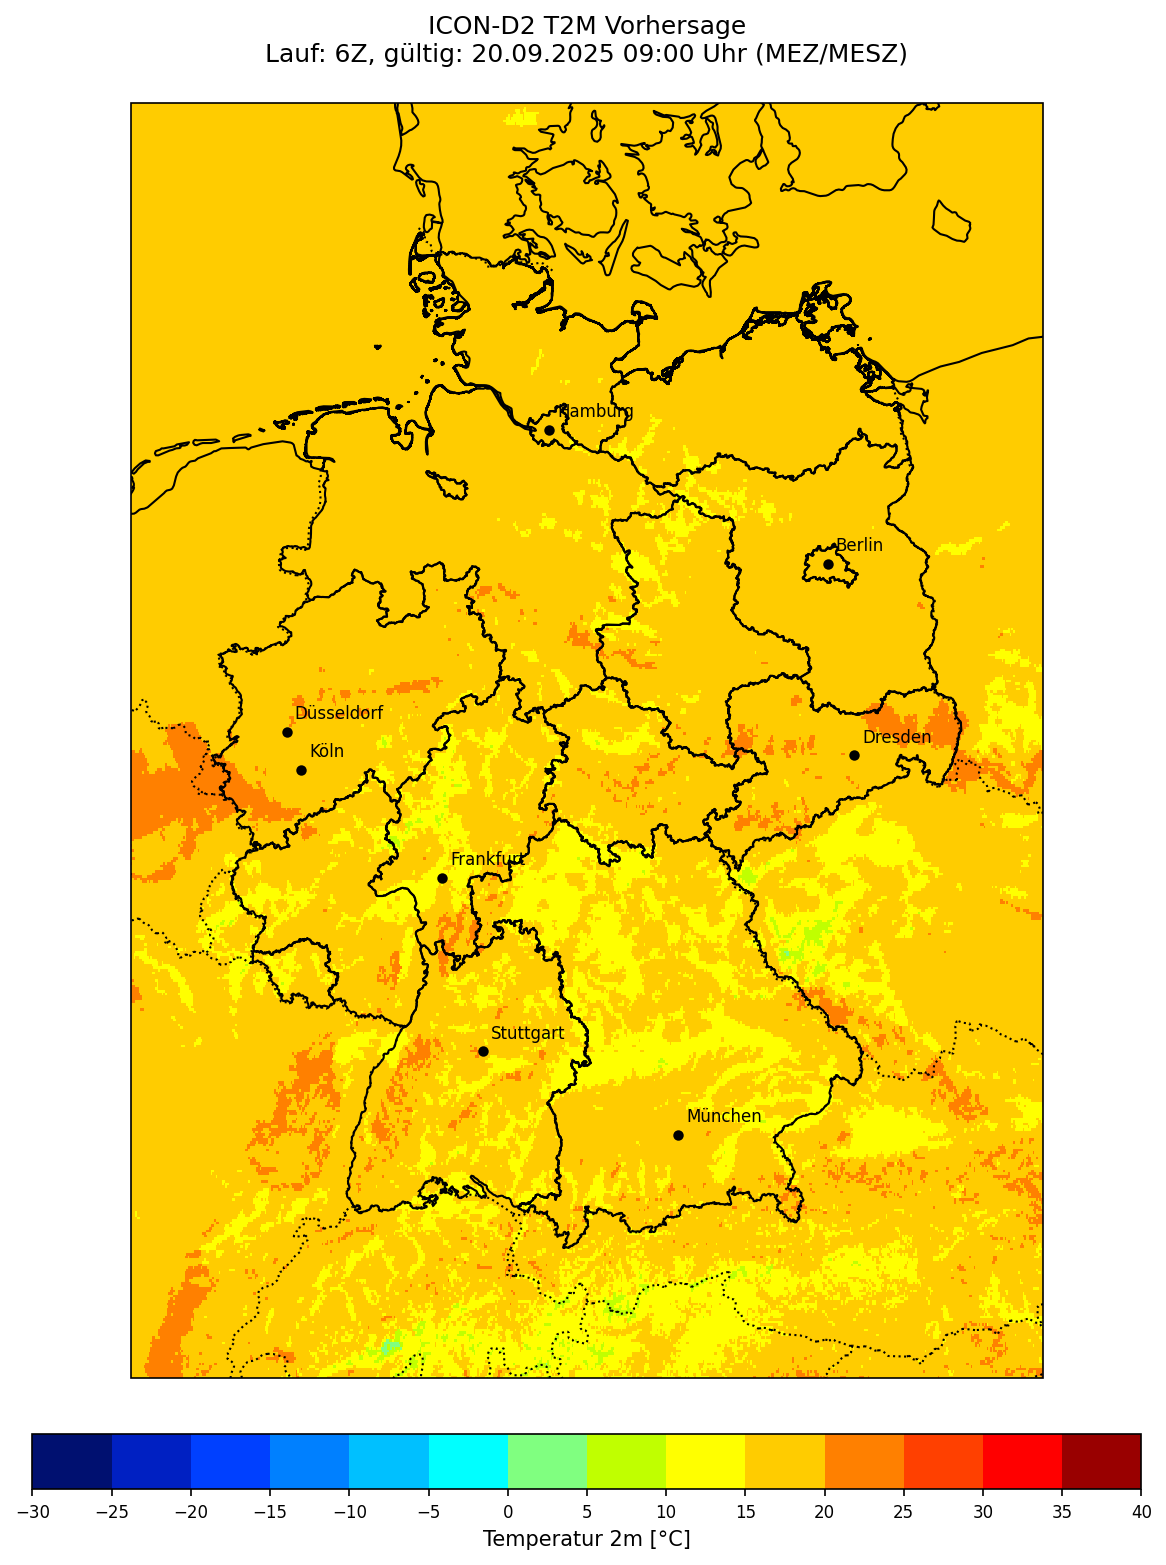 ICON-D2 T2M Vorhersage
Lauf: 6Z, gültig: 20.09.2025 09:00 Uhr (MEZ/MESZ)
Hamburg
Berlin
Düsseldorf
Dresden
Köln
Frankfurt
Stuttgart
München
−30 −25 −20 −15 −10 −5 0 5 10 15 20 25 30 35 40
Temperatur 2m [°C]